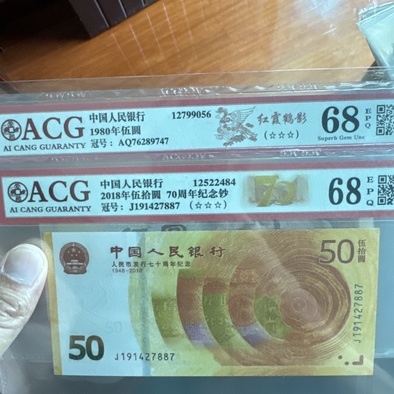 ACG
AI CANG GUARANTY
中国人民银行 12799056
1980年伍圆
冠号：AQ76289747
红霞鹤影
(☆☆☆)
68 EPQ
Superb Gem Unc
ACG
AI CANG GUARANTY
中国人民银行 12522484
2018年伍拾圆 70周年纪念钞
冠号：J191427887 (☆☆☆)
68 EPQ
中国人民银行
人民币发行七十周年纪念
1948-2018
50 伍拾圆
50
J191427887
J191427887